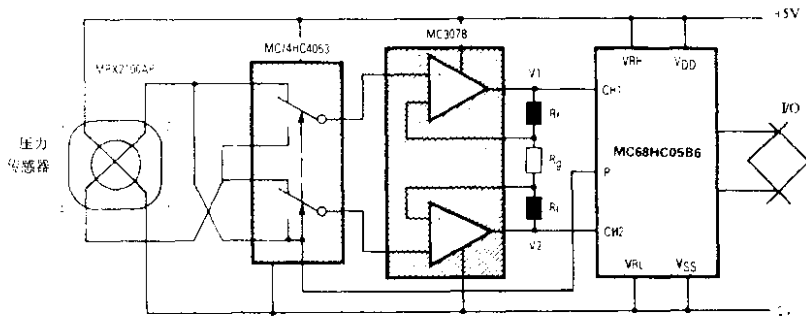 +5V
MC74HC4053
MC3078
MPX2100AP
V1
VRH
VDD
CH1
I/O
Rf
压力
传感器
Rg
MC68HC05B6
P
Rf
V2
CH2
VRL
VSS